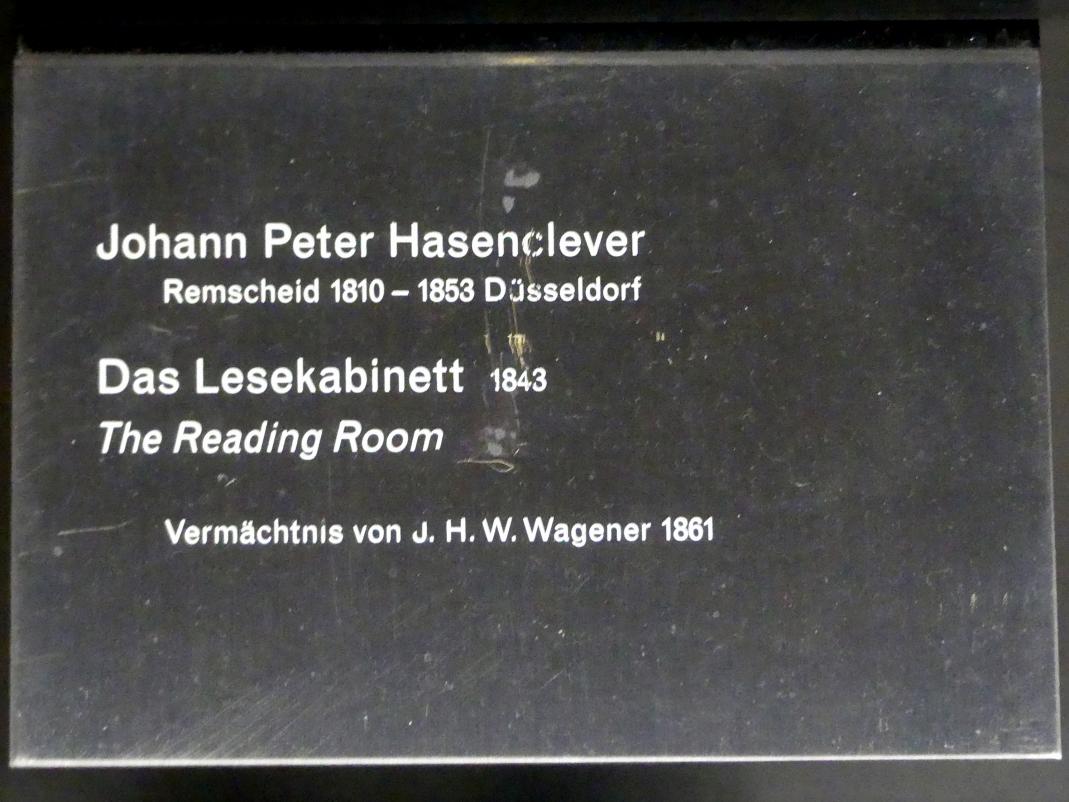 Johann Peter Hasenclever
Remscheid 1810 – 1853 Düsseldorf
Das Lesekabinett 1843
The Reading Room
Vermächtnis von J. H. W. Wagener 1861